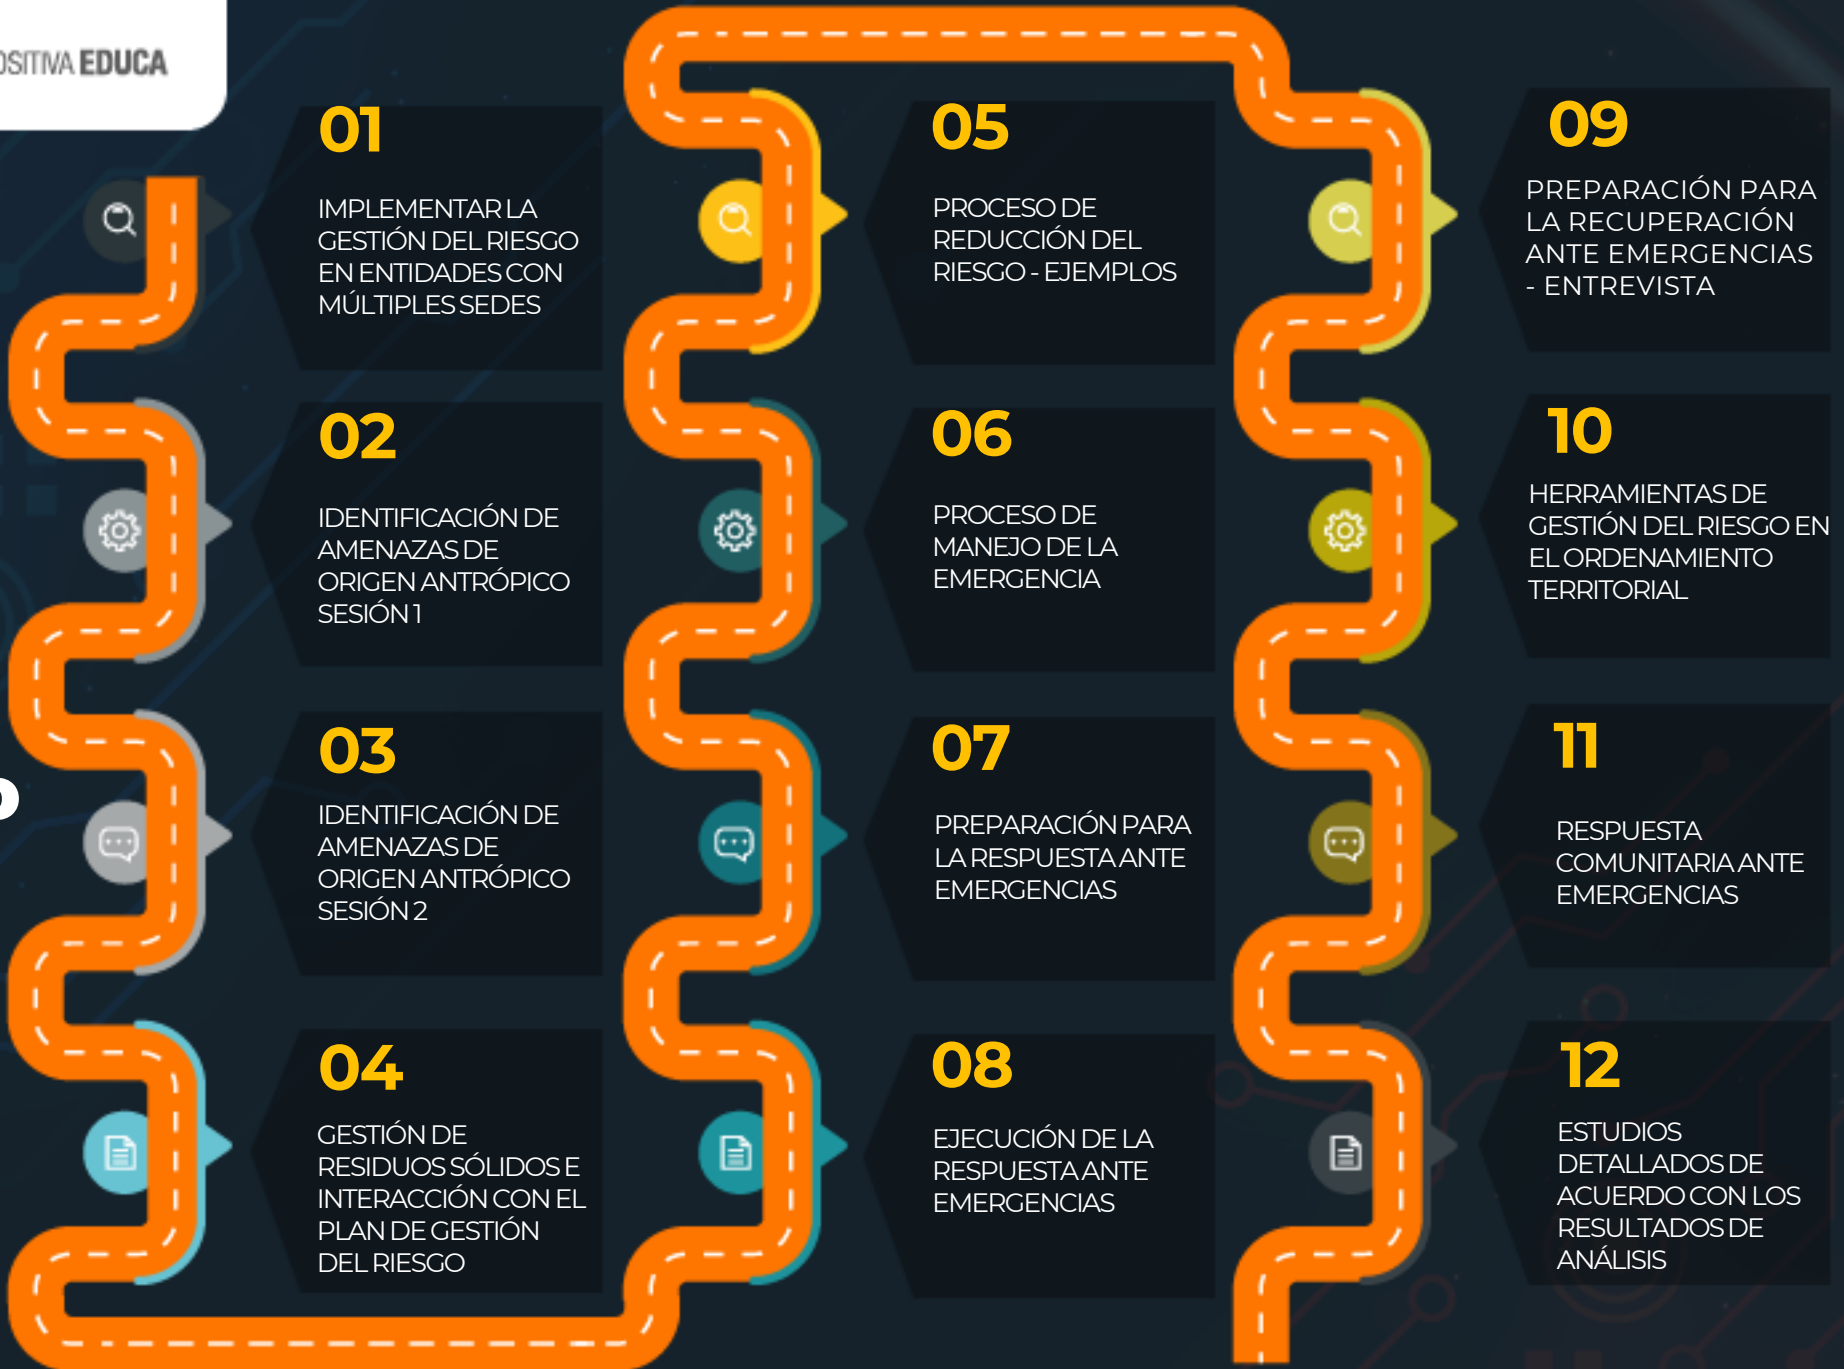 EDUCA
01
IMPLEMENTAR LA
GESTIÓN DEL RIESGO
EN ENTIDADES CON
MÚLTIPLES SEDES
02
IDENTIFICACIÓN DE
AMENAZAS DE
ORIGEN ANTRÓPICO
SESIÓN 1
03
IDENTIFICACIÓN DE
AMENAZAS DE
ORIGEN ANTRÓPICO
SESIÓN 2
04
GESTIÓN DE
RESIDUOS SÓLIDOS E
INTERACCIÓN CON EL
PLAN DE GESTIÓN
DEL RIESGO
05
PROCESO DE
REDUCCIÓN DEL
RIESGO - EJEMPLOS
06
PROCESO DE
MANEJO DE LA
EMERGENCIA
07
PREPARACIÓN PARA
LA RESPUESTA ANTE
EMERGENCIAS
08
EJECUCIÓN DE LA
RESPUESTA ANTE
EMERGENCIAS
09
PREPARACIÓN PARA
LA RECUPERACIÓN
ANTE EMERGENCIAS
- ENTREVISTA
10
HERRAMIENTAS DE
GESTIÓN DEL RIESGO EN
EL ORDENAMIENTO
TERRITORIAL
11
RESPUESTA
COMUNITARIA ANTE
EMERGENCIAS
12
ESTUDIOS
DETALLADOS DE
ACUERDO CON LOS
RESULTADOS DE
ANÁLISIS